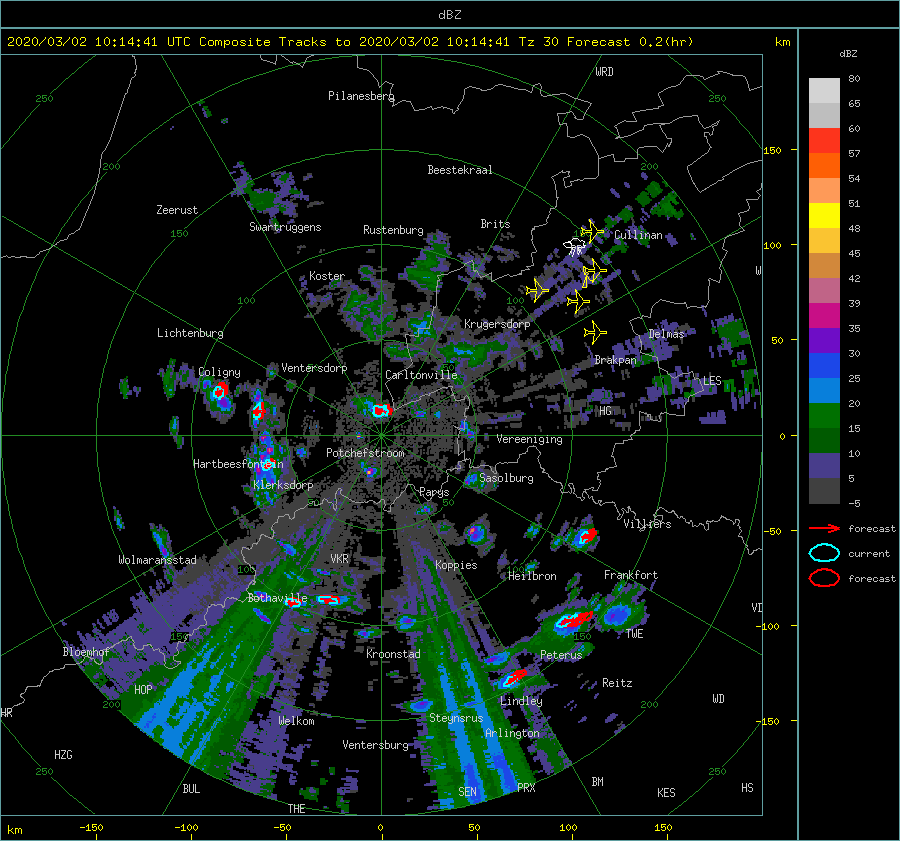 dBZ
2020/03/02 10:14:41 UTC Composite Tracks to 2020/03/02 10:14:41 Tz 30 Forecast 0.2(hr)
km
dBZ
WRD
Pilanesberg
250
250
80
65
60
57
54
51
48
45
42
39
35
30
25
20
15
10
5
-5
150
200
200
Beestekraal
Zeerust
Swartruggens
150
Brits
Rustenburg
Cullinan
100
Koster
W
100
100
Krugersdorp
Lichtenburg
Delmas
50
Brakpan
Coligny
Ventersdorp
Carltonville
LES
HG
0
Vereeniging
Potchefstroom
Hartbeesfontein
Klerksdorp
Sasolburg
Parys
50
50
Villiers
-50
forecast
current
forecast
Wolmaransstad
VKR
Koppies
100
100
Heilbron
Frankfort
Bothaville
VD
-100
150
150
TWE
Bloemhof
Kroonstad
Peterus
HOP
Reitz
200
Lindley
200
WD
HR
Welkom
Steynsrus
-150
Arlington
Ventersburg
HZG
250
250
BUL
SEN
PRX
BM
KES
HS
THE
km
-150
-100
-50
0
50
100
150